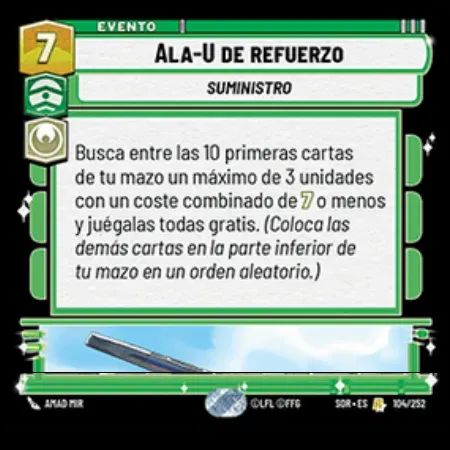 7
EVENTO
ALA-U DE REFUERZO
SUMINISTRO
Busca entre las 10 primeras cartas
de tu mazo un máximo de 3 unidades
con un coste combinado de 7 o menos
y juégalas todas gratis. (Coloca las
demás cartas en la parte inferior de
tu mazo en un orden aleatorio.)
AMAD MIR
©LFL ©FFG
SOR • ES
104/252